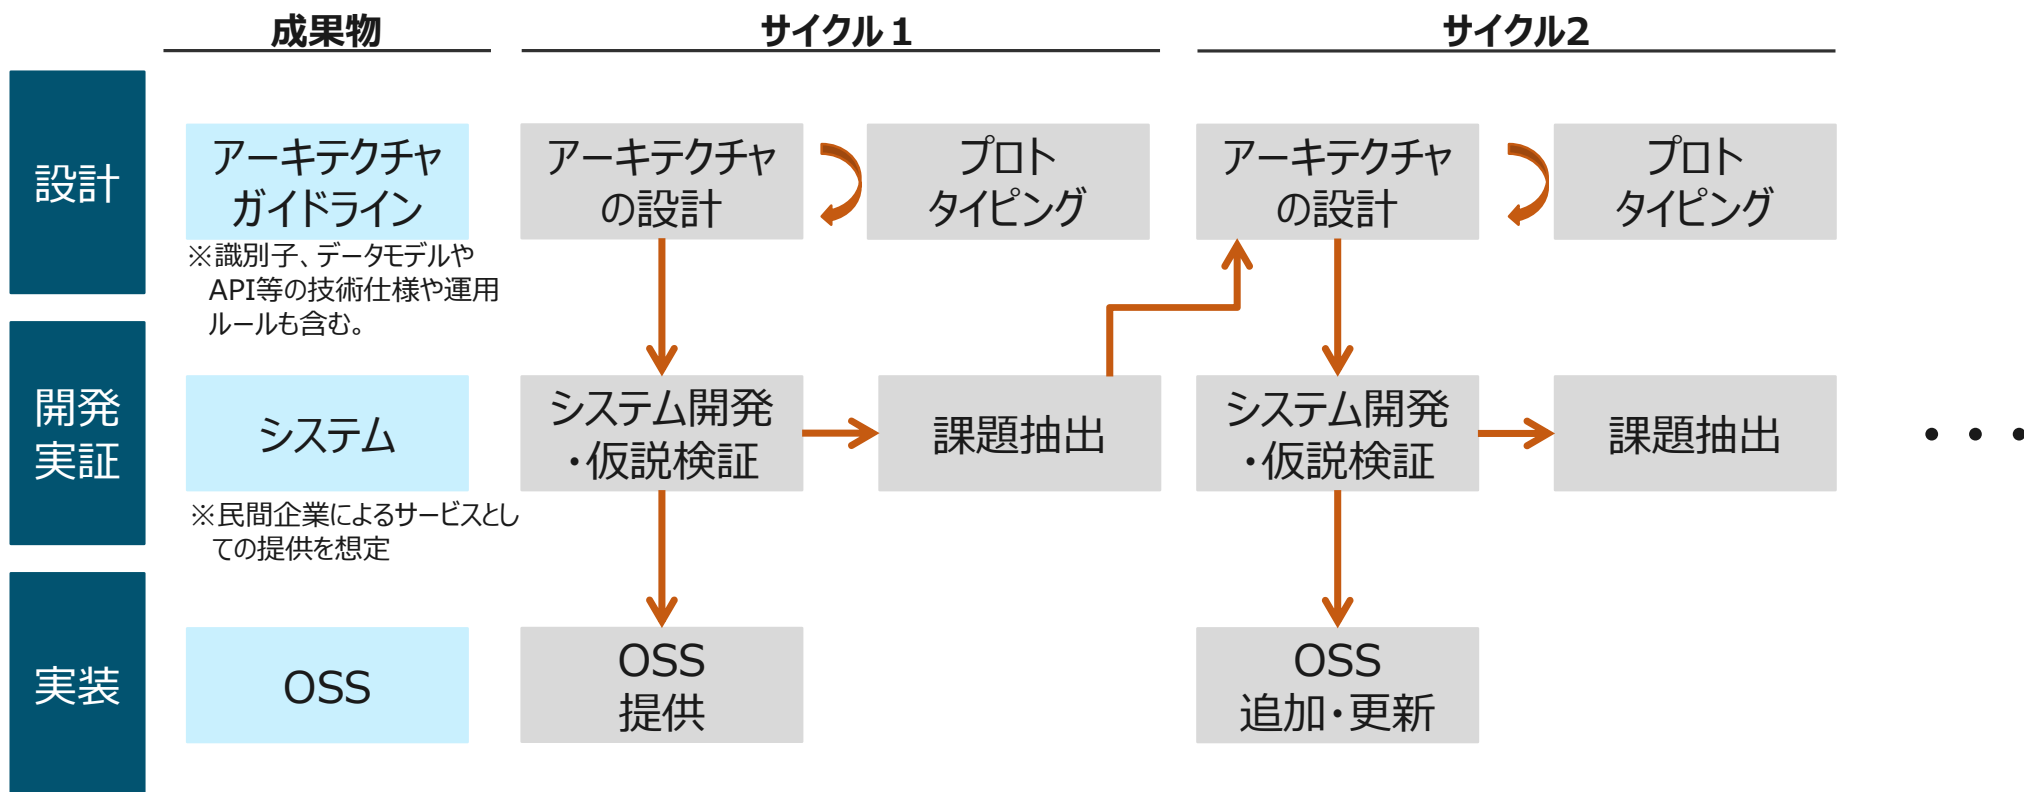 成果物
サイクル１
サイクル2
設計
アーキテクチャ
ガイドライン
※識別子、データモデルや
API等の技術仕様や運用
ルールも含む。
アーキテクチャ
の設計
プロト
タイピング
アーキテクチャ
の設計
プロト
タイピング
開発
実証
システム
※民間企業によるサービスとし
ての提供を想定
システム開発
・仮説検証
課題抽出
システム開発
・仮説検証
課題抽出
・・・
実装
OSS
OSS
提供
OSS
追加・更新